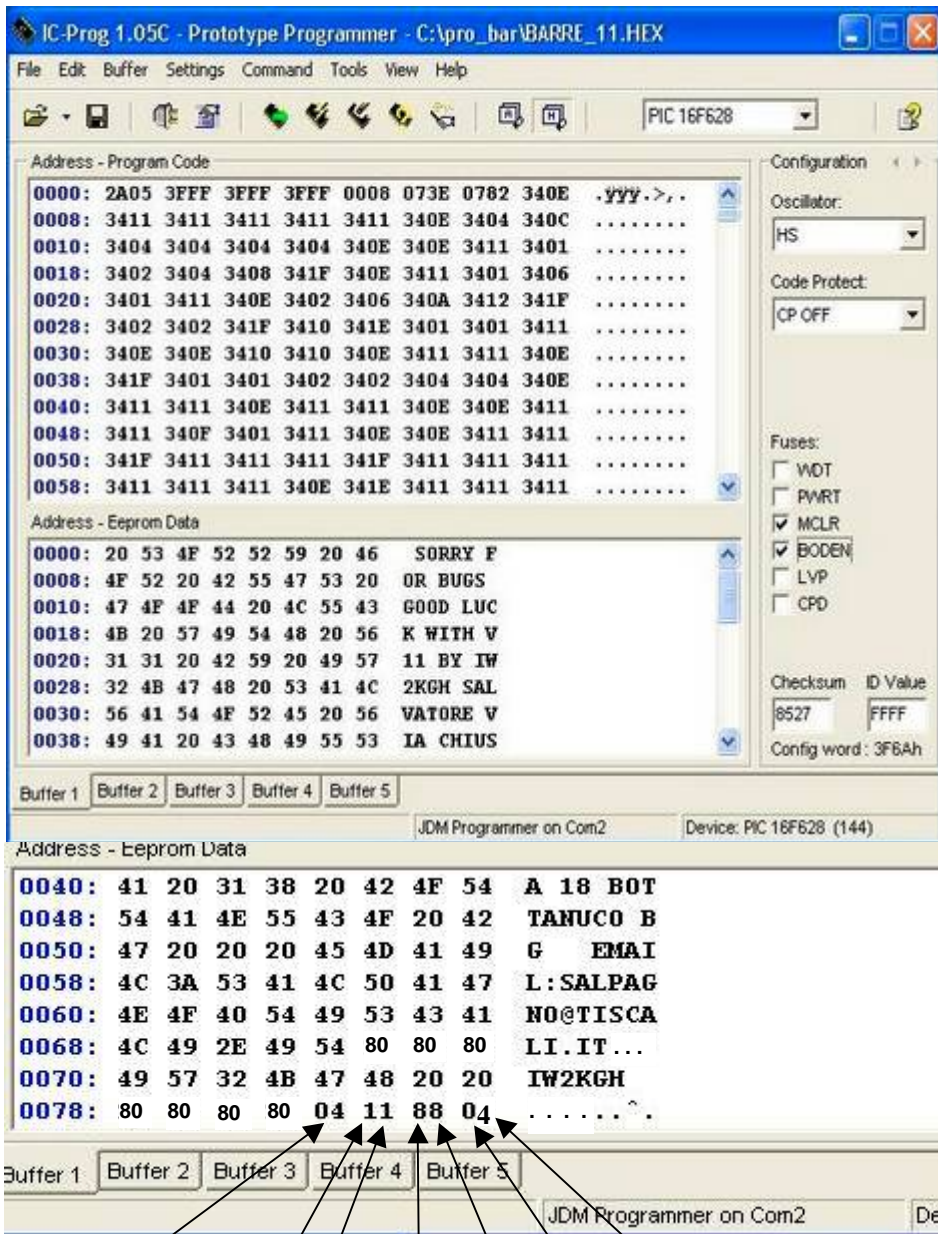 IC-Prog 1.05C - Prototype Programmer - C:\pro_bar\BARRE_11.HEX
File Edit Buffer Settings Command Tools View Help
PIC 16F628
Address - Program Code
0000: 2A05 3FFF 3FFF 3FFF 0008 073E 0782 340E .ÿÿÿ.>‚.
0008: 3411 3411 3411 3411 3411 340E 3404 340C ........
0010: 3404 3404 3404 3404 340E 340E 3411 3401 ........
0018: 3402 3404 3408 341F 340E 3411 3401 3406 ........
0020: 3401 3411 340E 3402 3406 340A 3412 341F ........
0028: 3402 3402 341F 3410 341E 3401 3401 3411 ........
0030: 340E 340E 3410 3410 340E 3411 3411 340E ........
0038: 341F 3401 3401 3402 3402 3404 3404 340E ........
0040: 3411 3411 340E 3411 3411 340E 340E 3411 ........
0048: 3411 340F 3401 3411 340E 340E 3411 3411 ........
0050: 341F 3411 3411 3411 341F 3411 3411 3411 ........
0058: 3411 3411 3411 340E 341E 3411 3411 3411 ........
Configuration
Oscillator:
HS
Code Protect:
CP OFF
Fuses:
WDT
PWRT
MCLR
BODEN
LVP
CPD
Checksum ID Value
8527 FFFF
Config word : 3F6Ah
Address - Eeprom Data
0000: 20 53 4F 52 52 59 20 46 SORRY F
0008: 4F 52 20 42 55 47 53 20 OR BUGS
0010: 47 4F 4F 44 20 4C 55 43 GOOD LUC
0018: 4B 20 57 49 54 48 20 56 K WITH V
0020: 31 31 20 42 59 20 49 57 11 BY IW
0028: 32 4B 47 48 20 53 41 4C 2KGH SAL
0030: 56 41 54 4F 52 45 20 56 VATORE V
0038: 49 41 20 43 48 49 55 53 IA CHIUS
Buffer 1 Buffer 2 Buffer 3 Buffer 4 Buffer 5
JDM Programmer on Com2 Device: PIC 16F628 (144)
Address - Eeprom Data
0040: 41 20 31 38 20 42 4F 54 A 18 BOT
0048: 54 41 4E 55 43 4F 20 42 TANUCO B
0050: 47 20 20 20 45 4D 41 49 G EMAI
0058: 4C 3A 53 41 4C 50 41 47 L:SALPAG
0060: 4E 4F 40 54 49 53 43 41 NO@TISCA
0068: 4C 49 2E 49 54 80 80 80 LI.IT...
0070: 49 57 32 4B 47 48 20 20 IW2KGH
0078: 80 80 80 80 04 11 88 04 ......ˆ.
Buffer 1 Buffer 2 Buffer 3 Buffer 4 Buffer 5
JDM Programmer on Com2 De